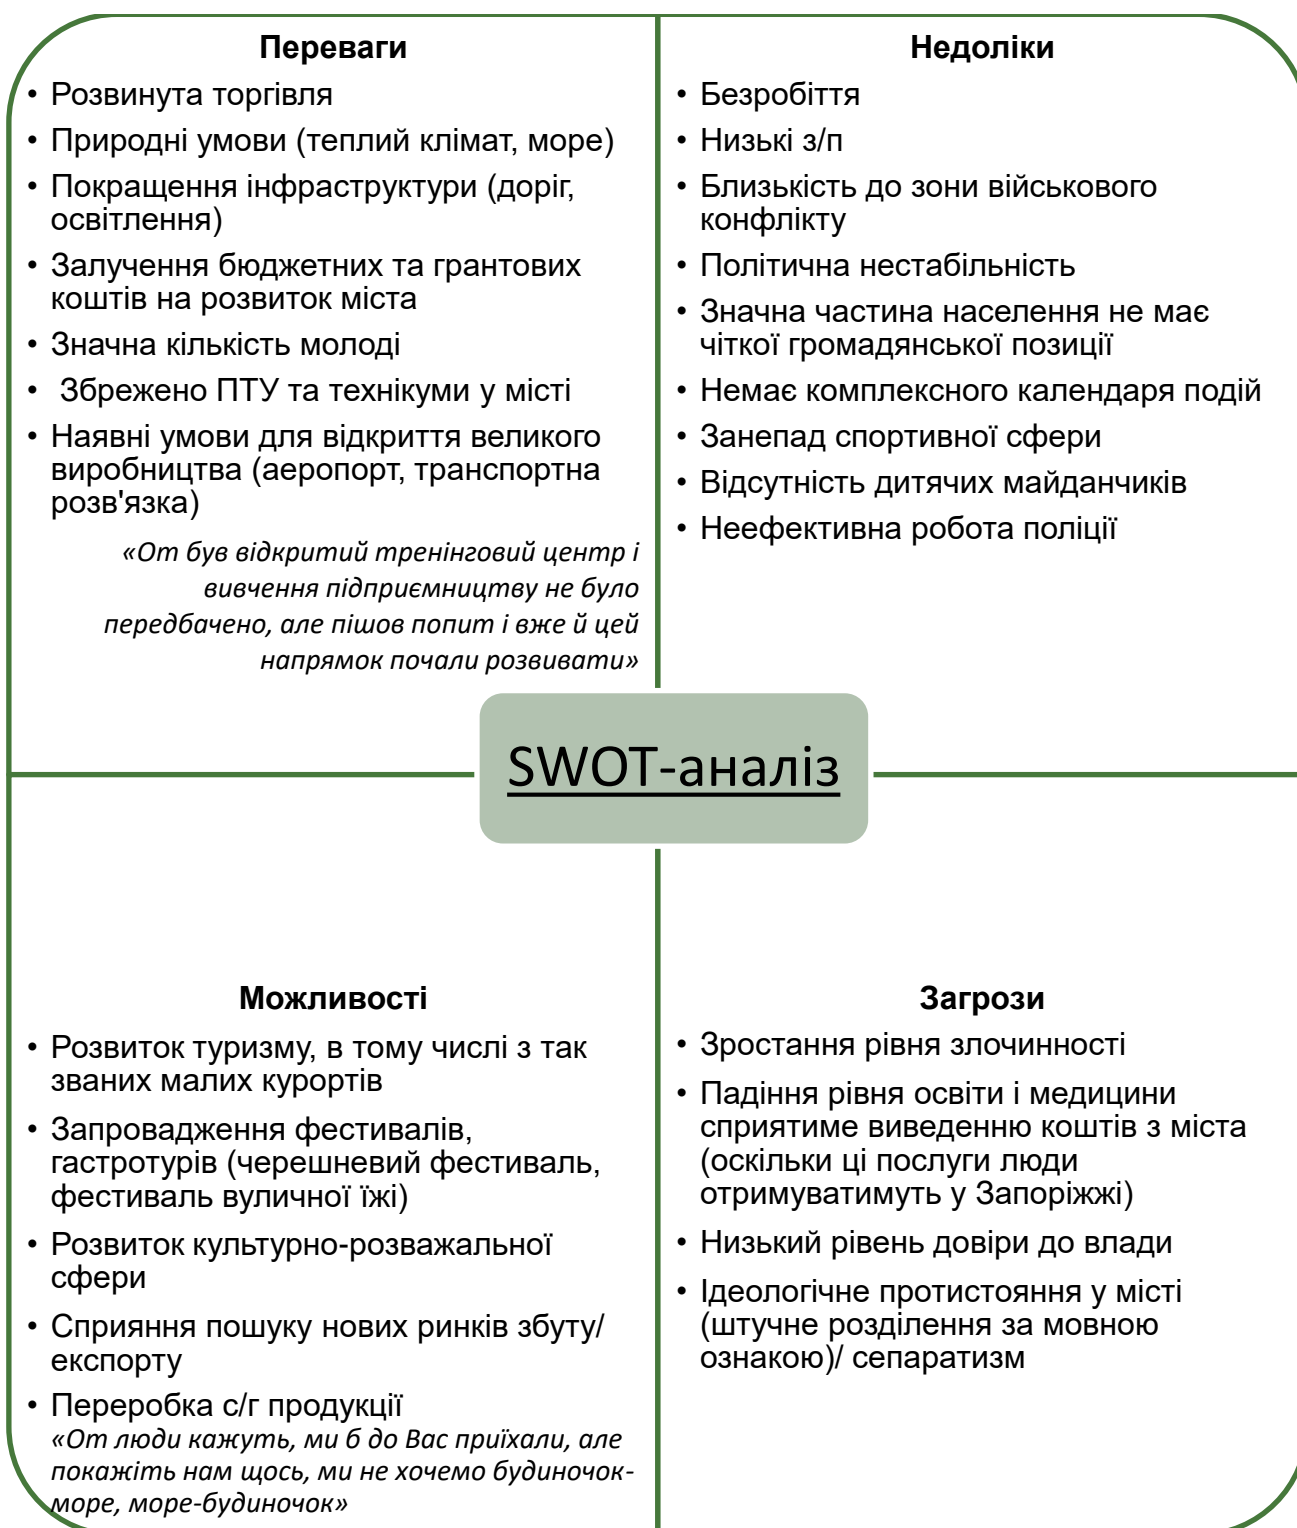 Переваги
• Розвинута торгівля
• Природні умови (теплий клімат, море)
• Покращення інфраструктури (доріг,
освітлення)
• Залучення бюджетних та грантових
коштів на розвиток міста
• Значна кількість молоді
• Збрежено ПТУ та технікуми у місті
• Наявні умови для відкриття великого
виробництва (аеропорт, транспортна
розв'язка)
«От був відкритий тренінговий центр і
вивчення підприємництву не було
передбачено, але пішов попит і вже й цей
напрямок почали розвивати»
Недоліки
• Безробіття
• Низькі з/п
• Близькість до зони військового
конфлікту
• Політична нестабільність
• Значна частина населення не має
чіткої громадянської позиції
• Немає комплексного календаря подій
• Занепад спортивної сфери
• Відсутність дитячих майданчиків
• Неефективна робота поліції
SWOT-аналіз
Можливості
• Розвиток туризму, в тому числі з так
званих малих курортів
• Запровадження фестивалів,
гастротурів (черешневий фестиваль,
фестиваль вуличної їжі)
• Розвиток культурно-розважальної
сфери
• Сприяння пошуку нових ринків збуту/
експорту
• Переробка с/г продукції
«От люди кажуть, ми б до Вас приїхали, але
покажіть нам щось, ми не хочемо будиночок-
море, море-будиночок»
Загрози
• Зростання рівня злочинності
• Падіння рівня освіти і медицини
сприятиме виведенню коштів з міста
(оскільки ці послуги люди
отримуватимуть у Запоріжжі)
• Низький рівень довіри до влади
• Ідеологічне протистояння у місті
(штучне розділення за мовною
ознакою)/ сепаратизм